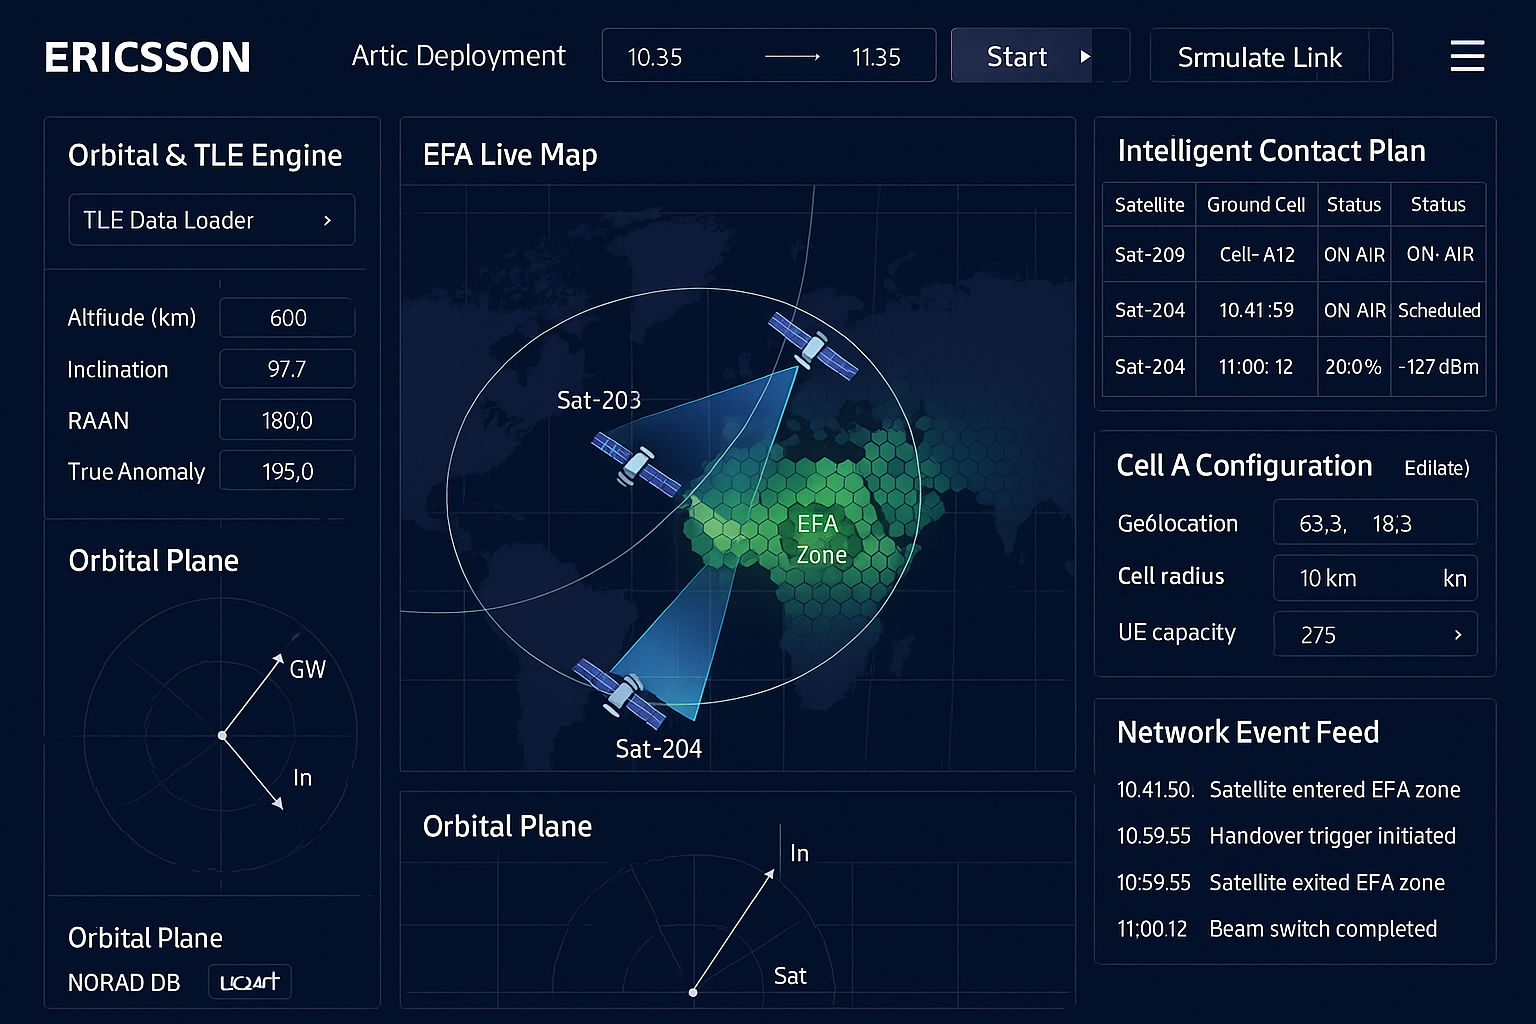 ERICSSON
Artic Deployment
10.35 → 11.35
Start
Srmulate Link
Orbital & TLE Engine
TLE Data Loader
Altfiude (km) 600
Inclination 97.7
RAAN 180,0
True Anomaly 195,0
Orbital Plane
GW
In
Orbital Plane
NORAD DB
EFA Live Map
Sat-203
EFA
Zone
Sat-204
Orbital Plane
In
Sat
Intelligent Contact Plan
Satellite Ground Cell Status Status
Sat-209 Cell- A12 ON AIR ON· AIR
Sat-204 10.41:59 ON AIR Scheduled
Sat-204 11:00: 12 20:0% -127 dBm
Cell A Configuration Edilate)
Ge6location 63,3, 18,3
Cell radius 10 km kn
UE capacity 275
Network Event Feed
10.41.50. Satellite entered EFA zone
10.59.55 Handover trigger initiated
10:59.55 Satellite exited EFA zone
11;00.12 Beam switch completed